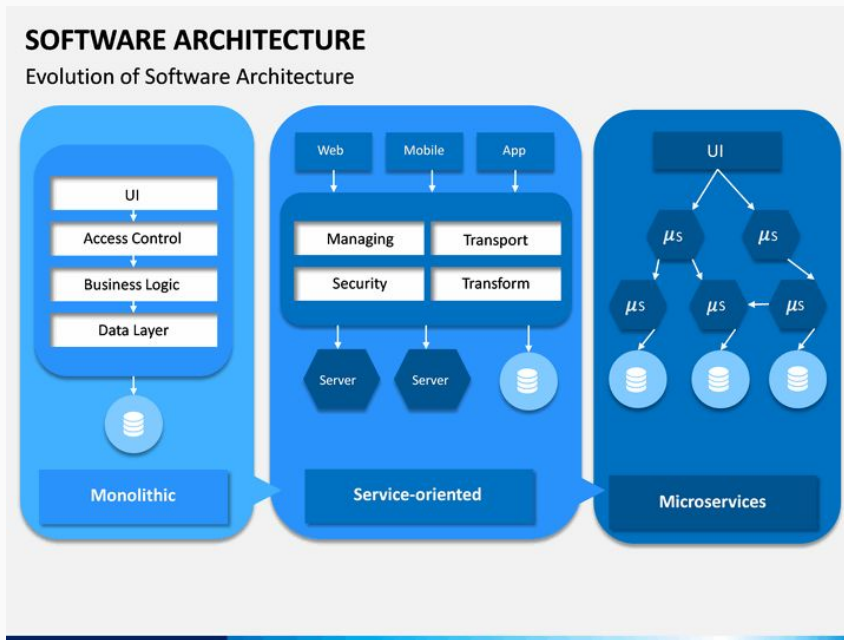 SOFTWARE ARCHITECTURE
Evolution of Software Architecture
UI
Access Control
Business Logic
Data Layer
Monolithic
Web
Mobile
App
Managing
Transport
Security
Transform
Server
Server
Service-oriented
UI
μs
μs
μs
μs
μs
Microservices